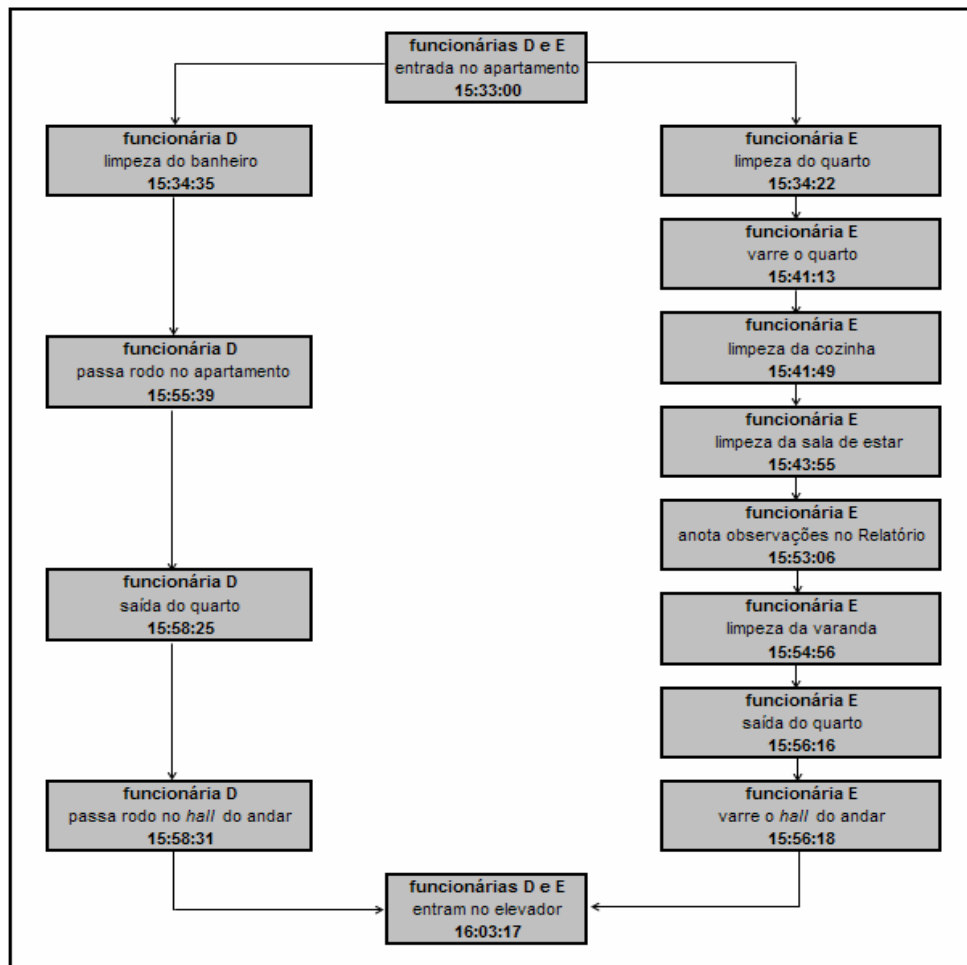 funcionárias D e E
entrada no apartamento
15:33:00
funcionária D
limpeza do banheiro
15:34:35
funcionária D
passa rodo no apartamento
15:55:39
funcionária D
saída do quarto
15:58:25
funcionária D
passa rodo no hall do andar
15:58:31
funcionária E
limpeza do quarto
15:34:22
funcionária E
varre o quarto
15:41:13
funcionária E
limpeza da cozinha
15:41:49
funcionária E
limpeza da sala de estar
15:43:55
funcionária E
anota observações no Relatório
15:53:06
funcionária E
limpeza da varanda
15:54:56
funcionária E
saída do quarto
15:56:16
funcionária E
varre o hall do andar
15:56:18
funcionárias D e E
entram no elevador
16:03:17